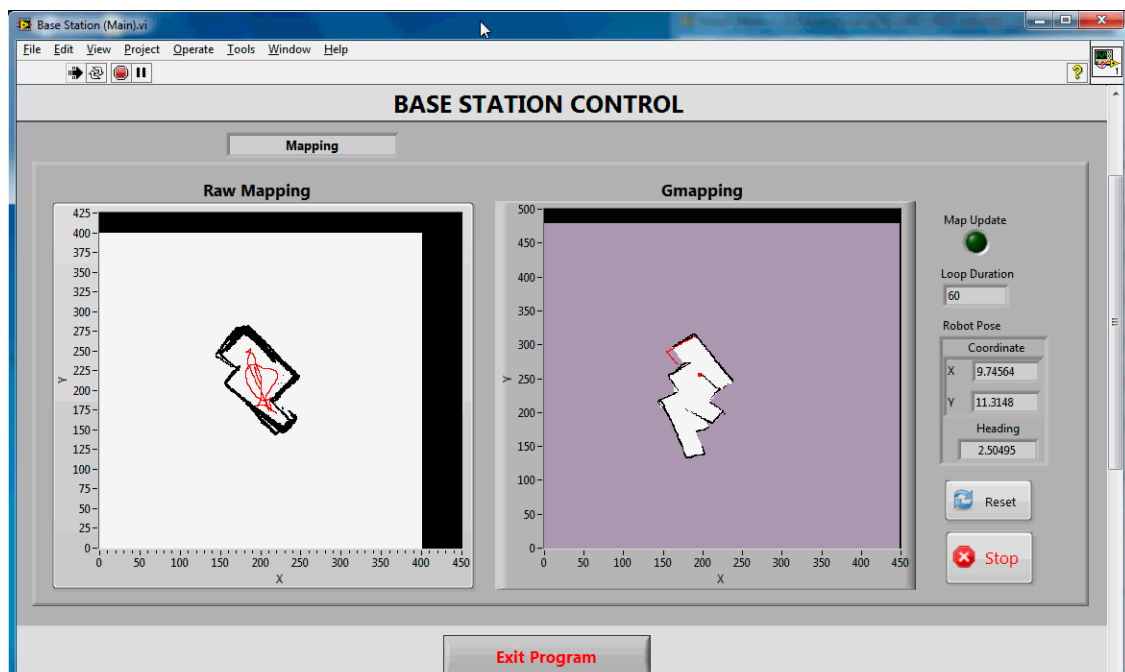 Base Station (Main).vi
File Edit View Project Operate Tools Window Help
1
BASE STATION CONTROL
Mapping
Raw Mapping
425
400
375
350
325
300
275
250
225
200
175
150
125
100
75
50
25
0
Y
0 50 100 150 200 250 300 350 400 450
X
Gmapping
500
450
400
350
300
250
200
150
100
50
0
Y
0 50 100 150 200 250 300 350 400 450
X
Map Update
Loop Duration
60
Robot Pose
Coordinate
X 9.74564
Y 11.3148
Heading
2.50495
Reset
Stop
Exit Program